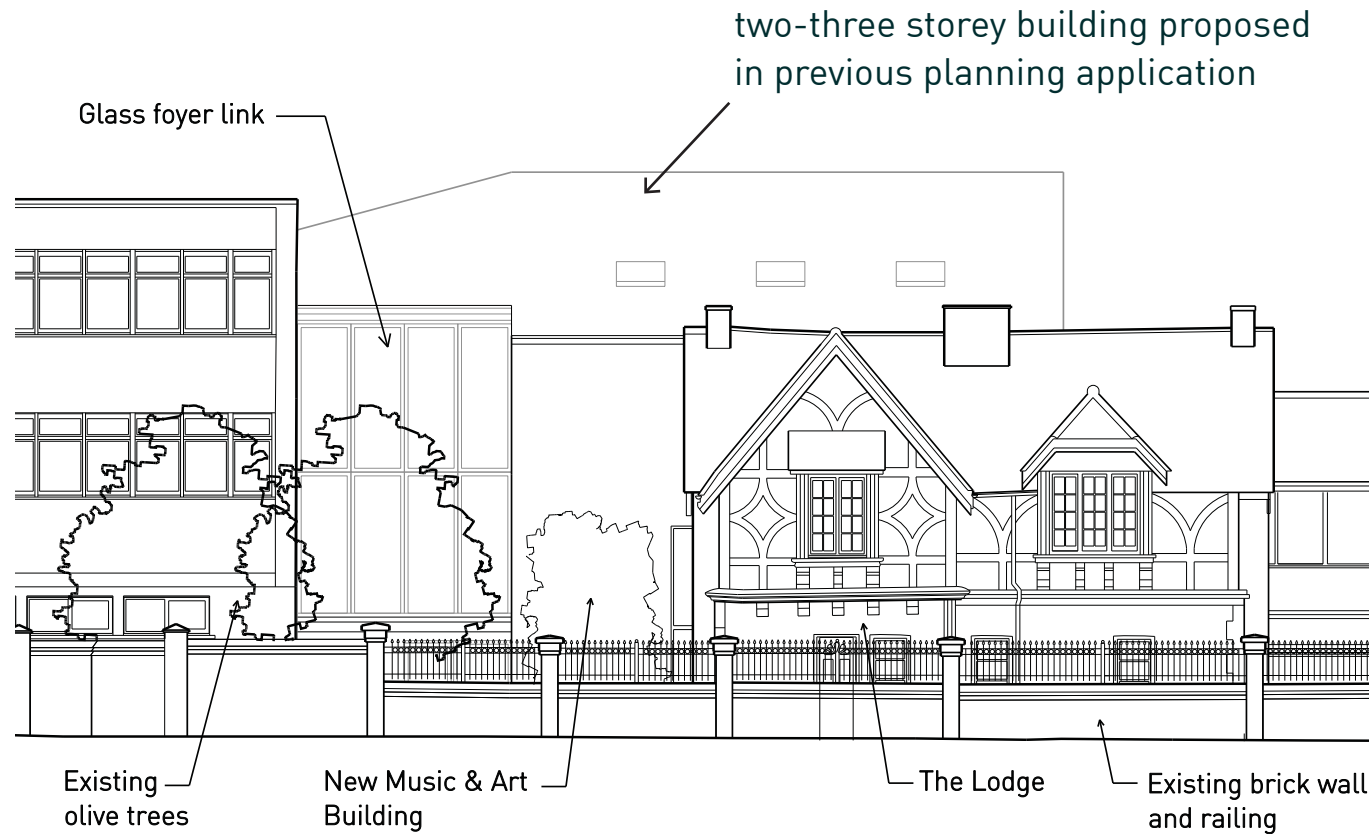 two-three storey building proposed
in previous planning application
Glass foyer link
Existing
olive trees
New Music & Art
Building
The Lodge
Existing brick wall
and railing